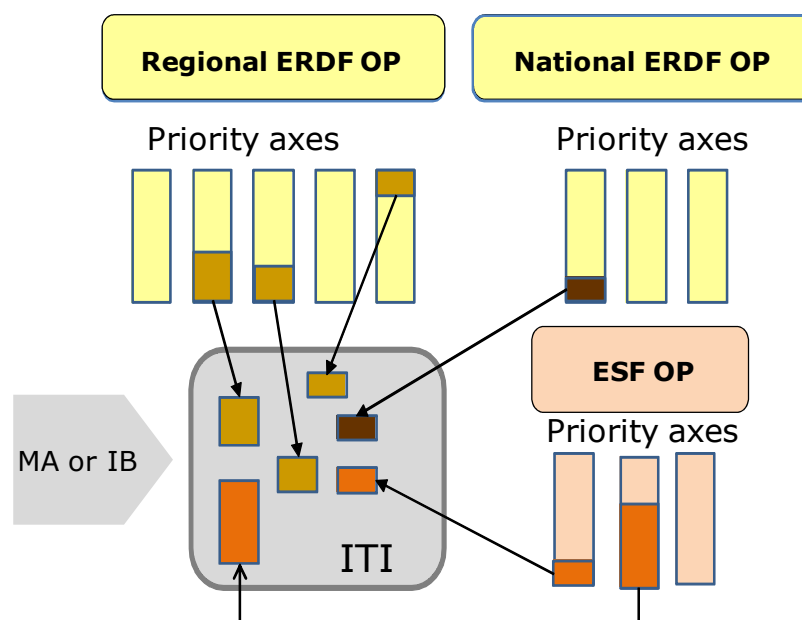 Regional ERDF OP
National ERDF OP
Priority axes
Priority axes
ESF OP
Priority axes
MA or IB
ITI